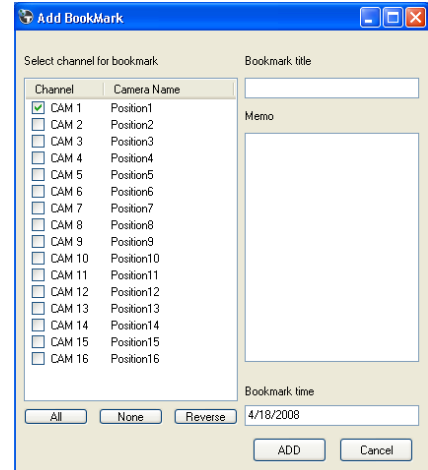 Add BookMark
Select channel for bookmark
Channel Camera Name
CAM 1 Position1
CAM 2 Position2
CAM 3 Position3
CAM 4 Position4
CAM 5 Position5
CAM 6 Position6
CAM 7 Position7
CAM 8 Position8
CAM 9 Position9
CAM 10 Position10
CAM 11 Position11
CAM 12 Position12
CAM 13 Position13
CAM 14 Position14
CAM 15 Position15
CAM 16 Position16
All None Reverse
Bookmark title
Memo
Bookmark time
4/18/2008
ADD Cancel